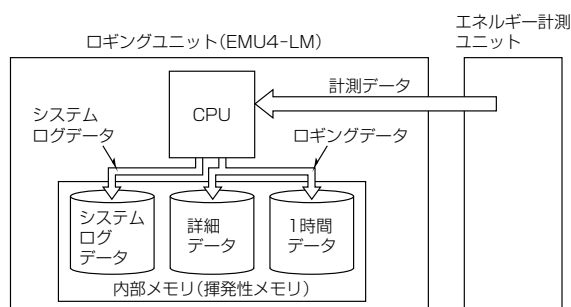 エネルギー計測
ユニット
ロギングユニット(EMU4-LM)
計測データ
CPU
システム
ログデータ
ロギングデータ
システム
ログ
データ
詳細
データ
1時間
データ
内部メモリ(揮発性メモリ)